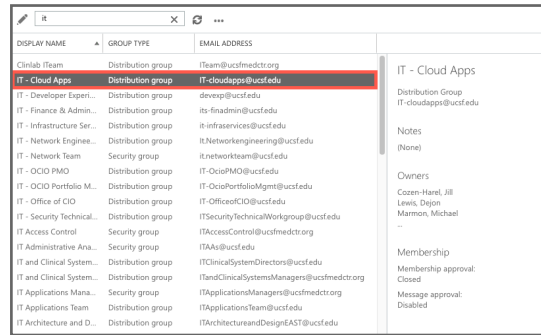 it
DISPLAY NAME GROUP TYPE EMAIL ADDRESS
Clinlab ITeam Distribution group ITeam@ucsfmedctr.org
IT - Cloud Apps Distribution group IT-cloudapps@ucsf.edu
IT - Developer Experi... Distribution group devexp@ucsf.edu
IT - Finance & Admin... Distribution group its-finadmin@ucsf.edu
IT - Infrastructure Ser... Distribution group it-infraservices@ucsf.edu
IT - Network Enginee... Distribution group It.Networkengineering@ucsf.edu
IT - Network Team Security group it.networkteam@ucsf.edu
IT - OCIO PMO Distribution group IT-OcioPMO@ucsf.edu
IT - OCIO Portfolio M... Distribution group IT-OcioPortfolioMgmt@ucsf.edu
IT - Office of CIO Distribution group IT-OfficeofCIO@ucsf.edu
IT - Security Technical... Distribution group ITSecurityTechnicalWorkgroup@ucsf.edu
IT Access Control Security group ITAccessControl@ucsfmedctr.org
IT Administrative Ana... Distribution group ITAAs@ucsf.edu
IT and Clinical System... Distribution group ITClinicalSystemDirectors@ucsf.edu
IT and Clinical System... Distribution group ITandClinicalSystemsManagers@ucsfmedctr.org
IT Applications Mana... Security group ITApplicationsManagers@ucsfmedctr.org
IT Applications Team Distribution group ITApplicationsTeam@ucsf.edu
IT Architecture and D... Distribution group ITArchitectureandDesignEAST@ucsf.edu
IT - Cloud Apps
Distribution Group
IT-cloudapps@ucsf.edu
Notes
(None)
Owners
Cozen-Harel, Jill
Lewis, Dejon
Marmon, Michael
...
Membership
Membership approval:
Closed
Message approval:
Disabled